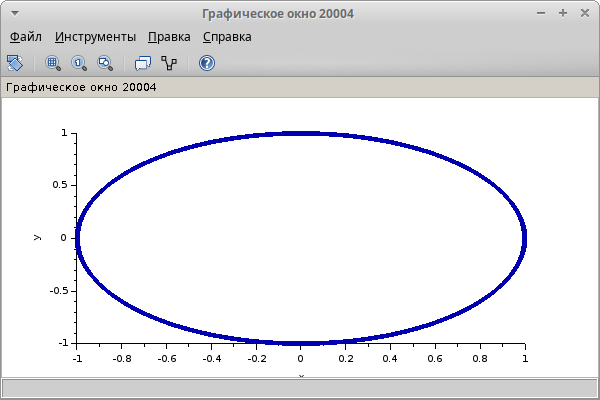 Графическое окно 20004
Файл Инструменты Правка Справка
Графическое окно 20004
1
0.5
y
0
-0.5
-1
-1 -0.8 -0.6 -0.4 -0.2 0 0.2 0.4 0.6 0.8 1